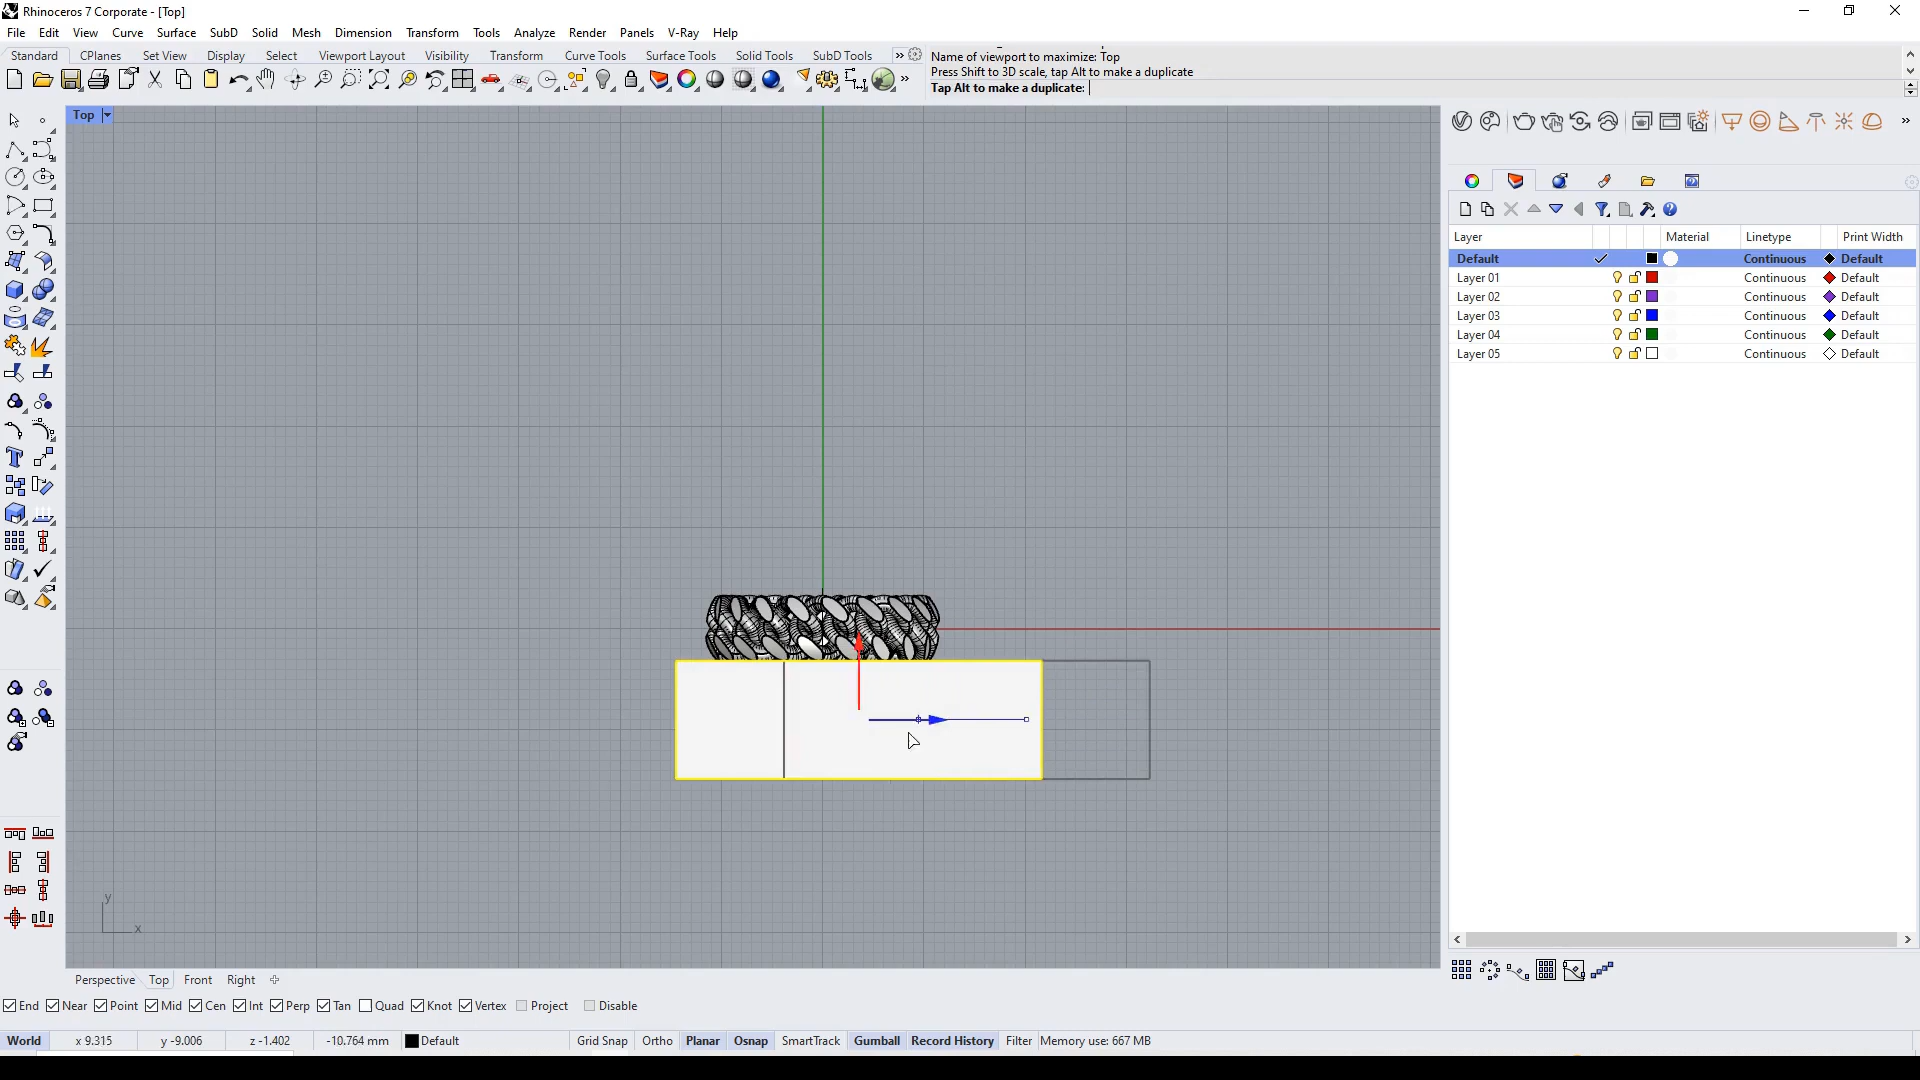 Rhinoceros 7 Corporate - [Top]
File Edit View Curve Surface SubD Solid Mesh Dimension Transform Tools Analyze Render Panels V-Ray Help
Standard CPlanes Set View Display Select Viewport Layout Visibility Transform Curve Tools Surface Tools Solid Tools SubD Tools »
Name of viewport to maximize: Top
Press Shift to 3D scale, tap Alt to make a duplicate
Tap Alt to make a duplicate:
Top
Layer Material Linetype Print Width
Default Continuous Default
Layer 01 Continuous Default
Layer 02 Continuous Default
Layer 03 Continuous Default
Layer 04 Continuous Default
Layer 05 Continuous Default
y
x
Perspective Top Front Right
End Near Point Mid Cen Int Perp Tan Quad Knot Vertex Project Disable
World x 9.315 y -9.006 z -1.402 -10.764 mm Default Grid Snap Ortho Planar Osnap SmartTrack Gumball Record History Filter Memory use: 667 MB